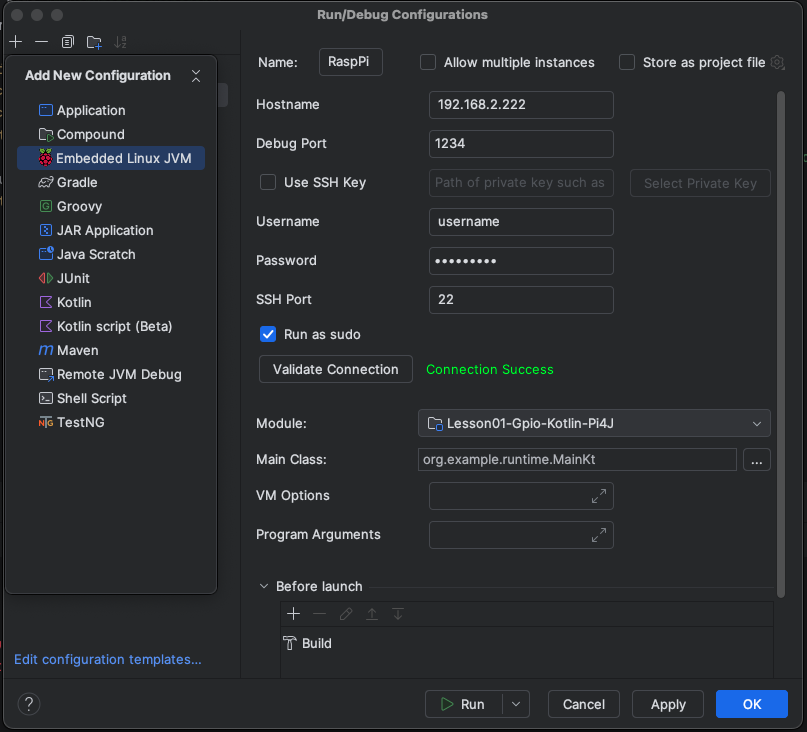 Run/Debug Configurations
Add New Configuration
Application
Compound
Embedded Linux JVM
Gradle
Groovy
JAR Application
Java Scratch
JUnit
Kotlin
Kotlin script (Beta)
Maven
Remote JVM Debug
Shell Script
TestNG
Edit configuration templates...
Name: RaspPi Allow multiple instances Store as project file
Hostname 192.168.2.222
Debug Port 1234
Use SSH Key Path of private key such as Select Private Key
Username username
Password •••••••••
SSH Port 22
Run as sudo
Validate Connection Connection Success
Module: Lesson01-Gpio-Kotlin-Pi4J
Main Class: org.example.runtime.MainKt ...
VM Options
Program Arguments
Before launch
Build
? Run Cancel Apply OK